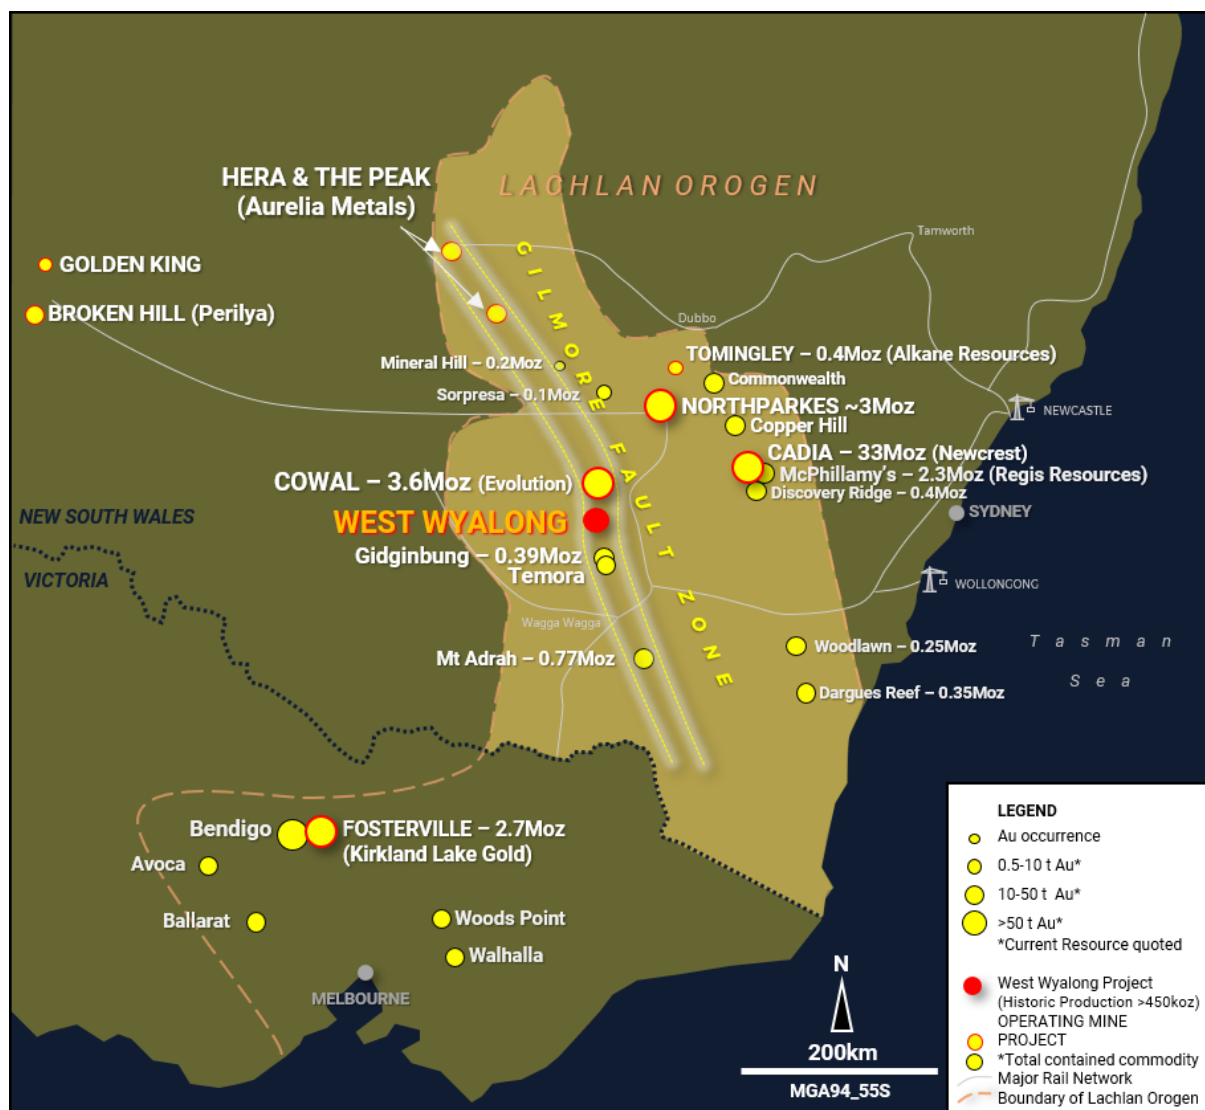 HERA & THE PEAK
(Aurelia Metals)
LACHLAN OROGEN
Tamworth
GOLDEN KING
BROKEN HILL (Perilya)
GILMORE FAULT ZONE
Dubbo
Mineral Hill – 0.2Moz
TOMINGLEY – 0.4Moz (Alkane Resources)
Commonwealth
Sorpresa – 0.1Moz
NORTHPARKES ~3Moz
NEWCASTLE
Copper Hill
CADIA – 33Moz (Newcrest)
McPhillamy's – 2.3Moz (Regis Resources)
COWAL – 3.6Moz (Evolution)
Discovery Ridge – 0.4Moz
NEW SOUTH WALES
WEST WYALONG
SYDNEY
Gidginbung – 0.39Moz
Temora
VICTORIA
WOLLONGONG
Wagga Wagga
Tasman
Sea
Mt Adrah – 0.77Moz
Woodlawn – 0.25Moz
Dargues Reef – 0.35Moz
Bendigo
FOSTERVILLE – 2.7Moz
(Kirkland Lake Gold)
Avoca
Ballarat
Woods Point
Walhalla
MELBOURNE
N
200km
MGA94_55S
LEGEND
Au occurrence
0.5-10 t Au*
10-50 t Au*
>50 t Au*
*Current Resource quoted
West Wyalong Project
(Historic Production >450koz)
OPERATING MINE
PROJECT
*Total contained commodity
Major Rail Network
Boundary of Lachlan Orogen